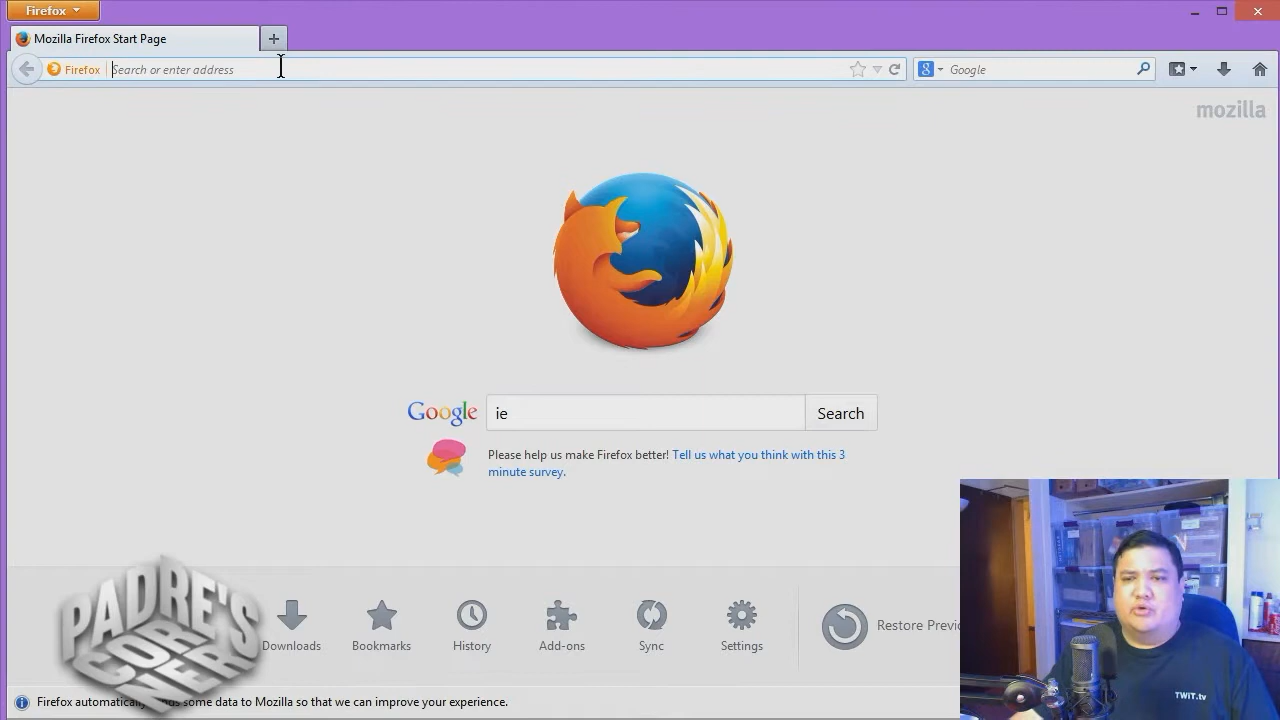 Firefox
Mozilla Firefox Start Page
Firefox
Search or enter address
Google
mozilla
Google
ie
Search
Please help us make Firefox better! Tell us what you think with this 3
minute survey.
Downloads
Bookmarks
History
Add-ons
Sync
Settings
Restore Previ
PADRE'S
CORNER
TWiT.tv
Firefox automatically some data to Mozilla so that we can improve your experience.